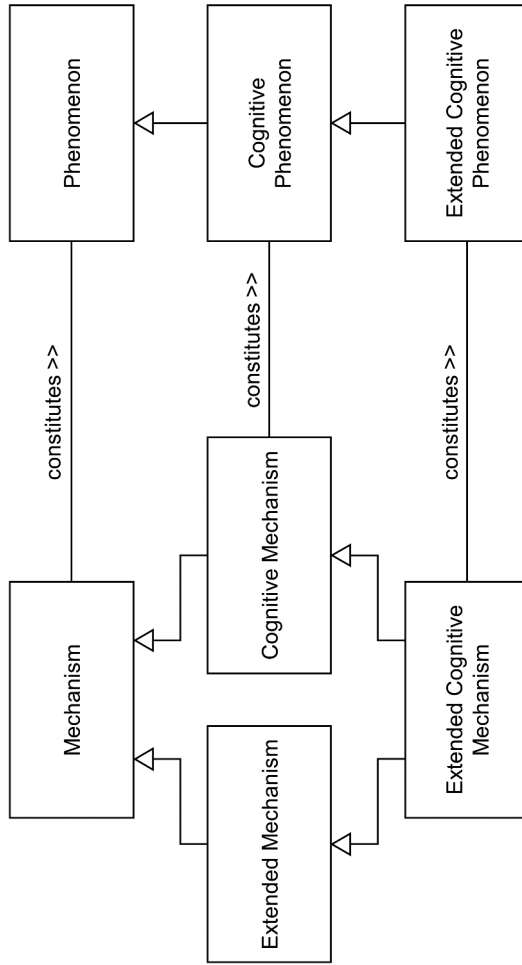 Mechanism
constitutes >>
Phenomenon
Extended Mechanism
Cognitive Mechanism
constitutes >>
Cognitive
Phenomenon
Extended Cognitive
Mechanism
constitutes >>
Extended Cognitive
Phenomenon